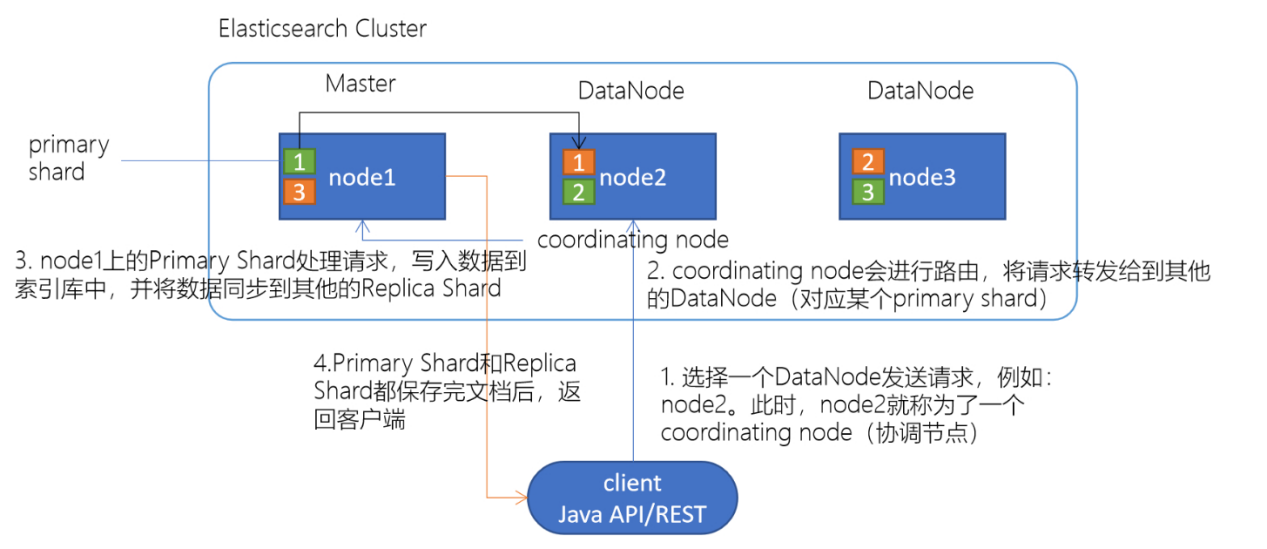 Elasticsearch Cluster
Master
DataNode
DataNode
primary
shard
1
3
node1
1
2
node2
2
3
node3
coordinating node
3. node1上的Primary Shard处理请求，写入数据到
索引库中，并将数据同步到其他的Replica Shard
2. coordinating node会进行路由，将请求转发给到其他
的DataNode（对应某个primary shard）
4.Primary Shard和Replica
Shard都保存完文档后，返
回客户端
1. 选择一个DataNode发送请求，例如：
node2。此时，node2就称为了一个
coordinating node（协调节点）
client
Java API/REST